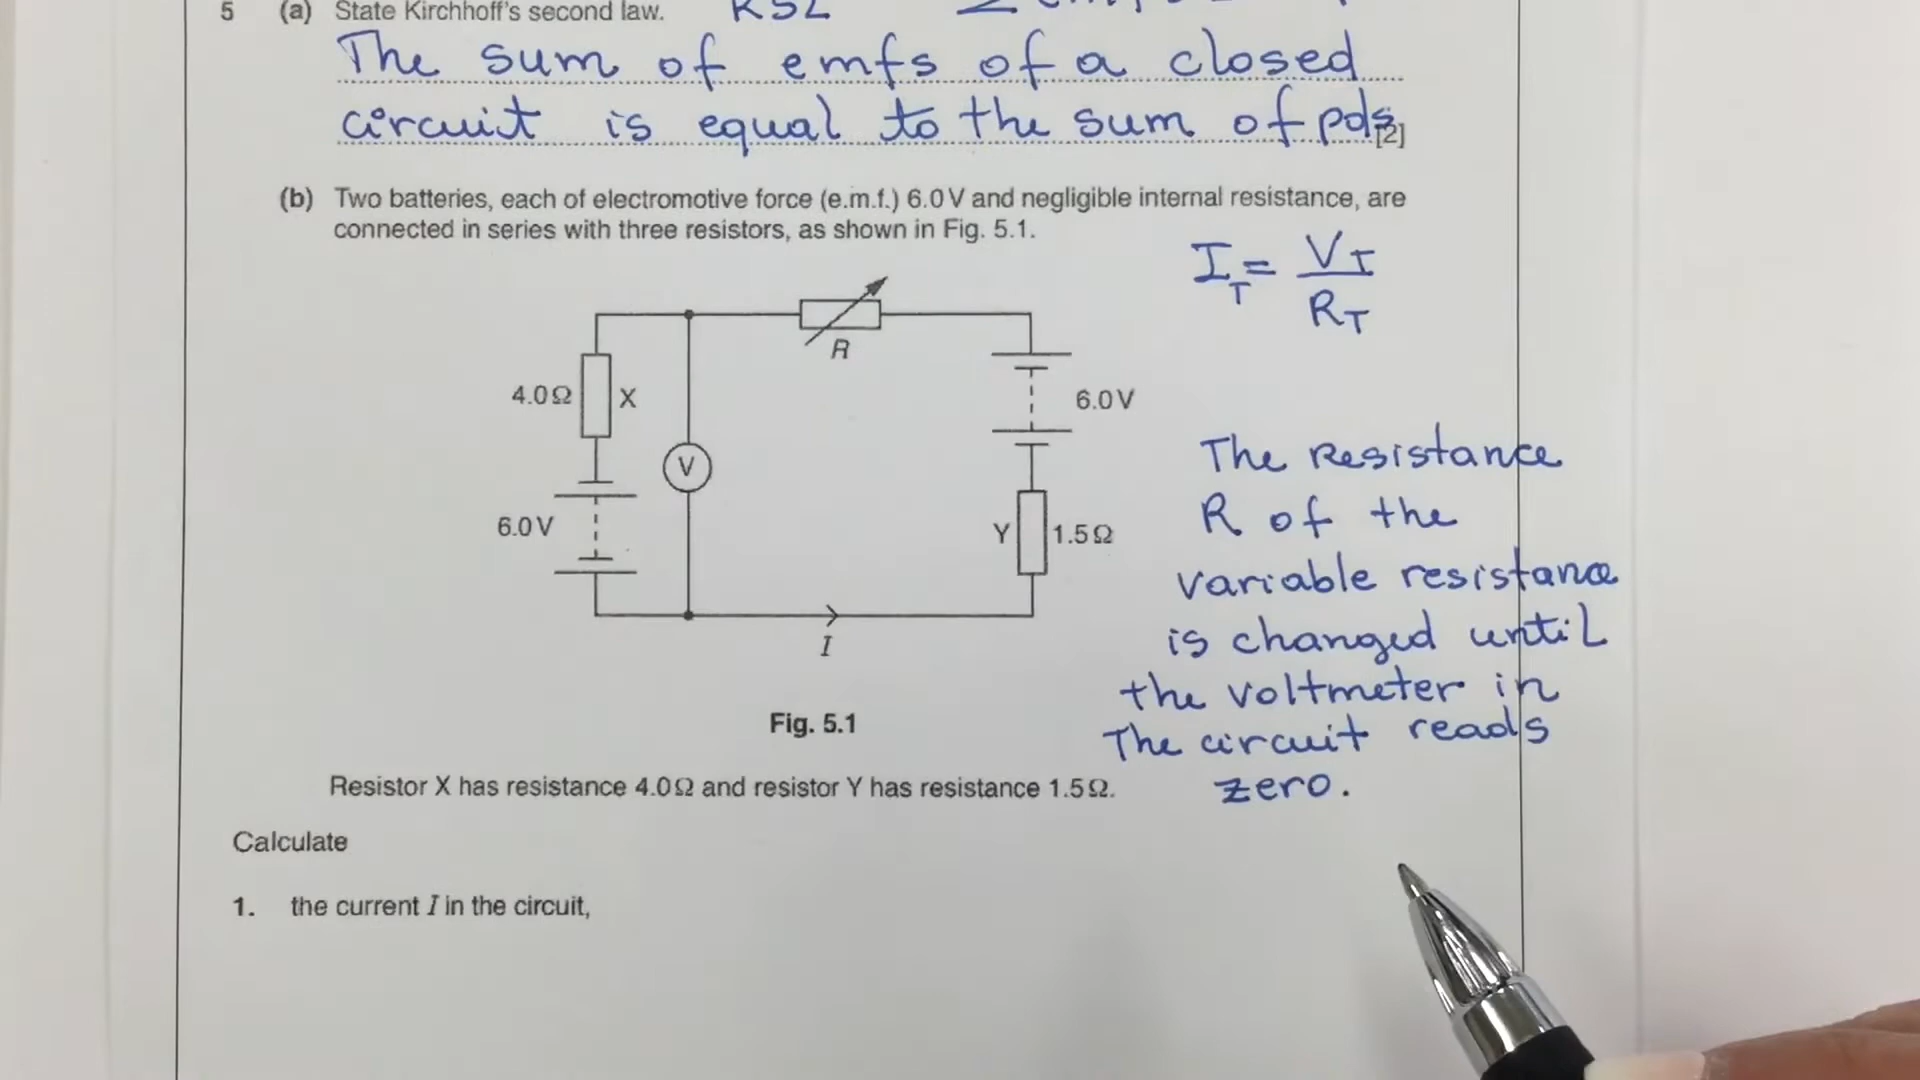 5 (a) State Kirchhoff's second law. KSL
The sum of emfs of a closed
circuit is equal to the sum of pds
[2]
(b) Two batteries, each of electromotive force (e.m.f.) 6.0V and negligible internal resistance, are
connected in series with three resistors, as shown in Fig. 5.1.
I_T = V_T / R_T
R
4.0Ω X
6.0V
V
6.0V
Y 1.5Ω
I
The Resistance
R of the
variable resistance
is changed until
the voltmeter in
The circuit reads
zero.
Fig. 5.1
Resistor X has resistance 4.0Ω and resistor Y has resistance 1.5Ω.
Calculate
1. the current I in the circuit,